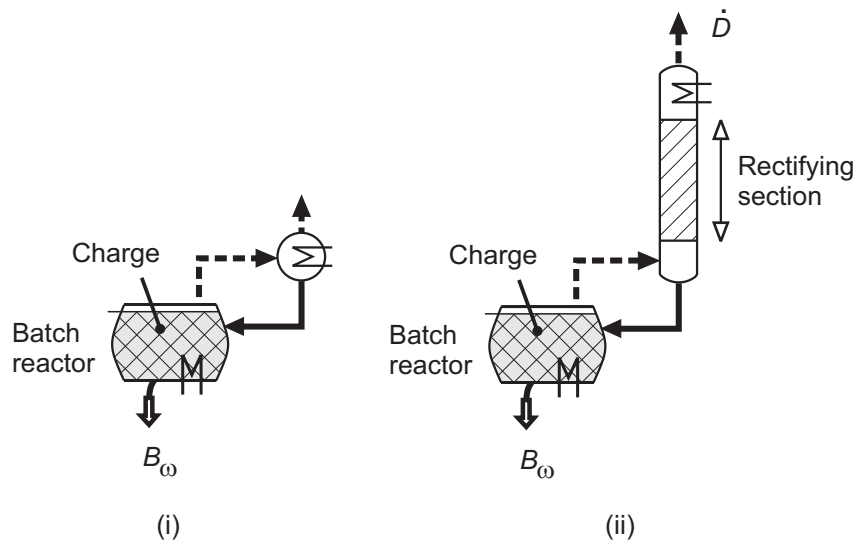 Charge
Batch
reactor
B_ω
(i)
Ḋ
Rectifying
section
Charge
Batch
reactor
B_ω
(ii)